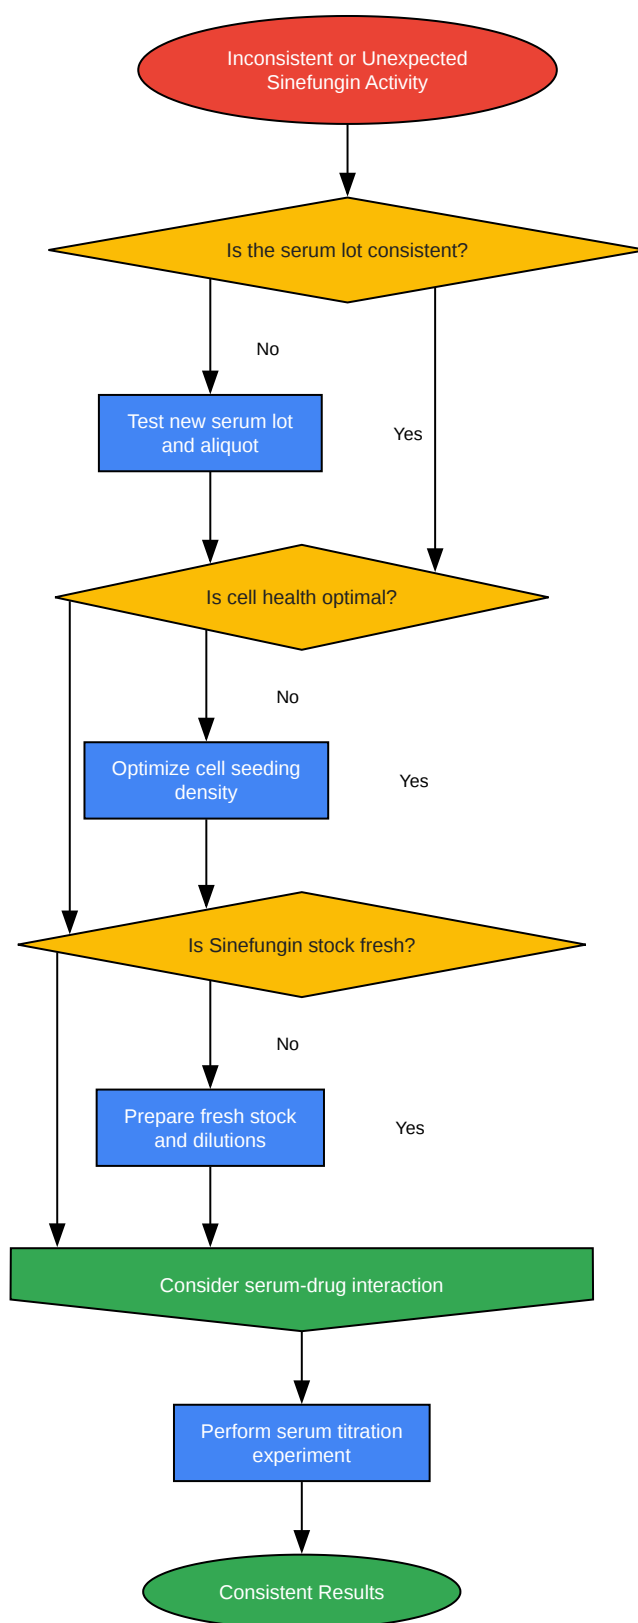 Inconsistent or Unexpected
Sinefungin Activity
Is the serum lot consistent?
No
Test new serum lot
and aliquot
Yes
Is cell health optimal?
No
Optimize cell seeding
density
Yes
Is Sinefungin stock fresh?
No
Prepare fresh stock
and dilutions
Yes
Consider serum-drug interaction
Perform serum titration
experiment
Consistent Results